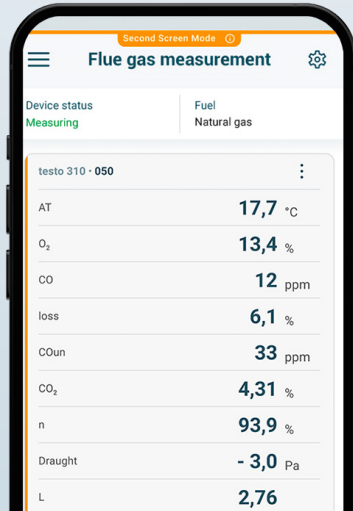 Second Screen Mode ⓘ
Flue gas measurement
Device status
Measuring
Fuel
Natural gas
testo 310 · 050
AT 17,7 °C
O₂ 13,4 %
CO 12 ppm
loss 6,1 %
COun 33 ppm
CO₂ 4,31 %
n 93,9 %
Draught - 3,0 Pa
L 2,76